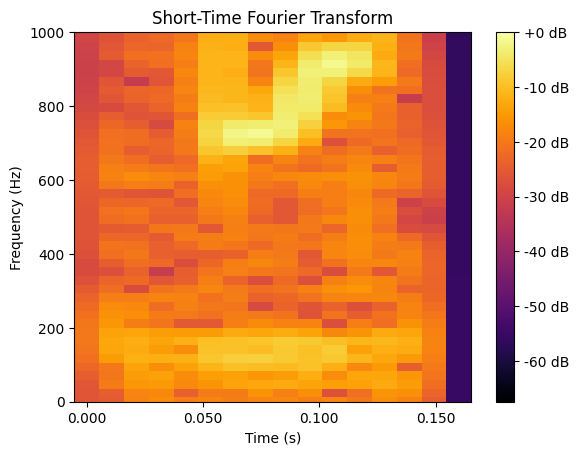 Short-Time Fourier Transform
Frequency (Hz)
1000
800
600
400
200
0
0.000
0.050
0.100
0.150
Time (s)
+0 dB
-10 dB
-20 dB
-30 dB
-40 dB
-50 dB
-60 dB